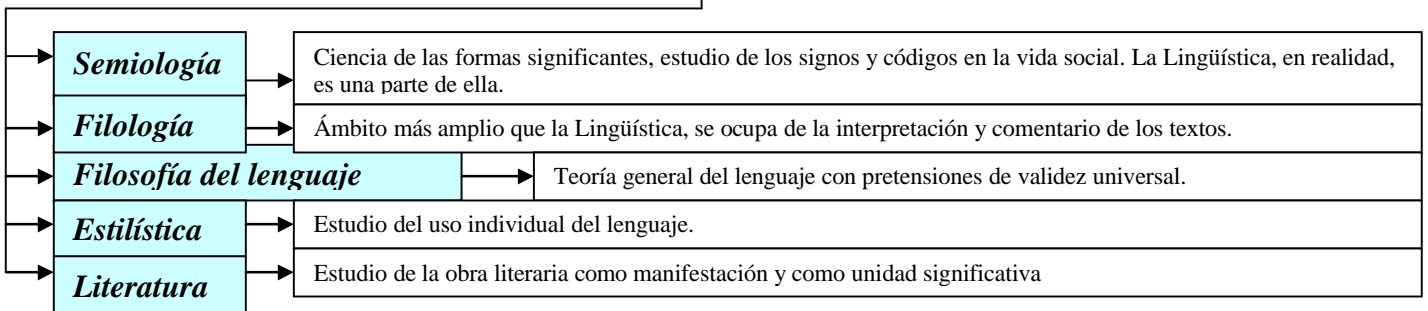 Semiología
Ciencia de las formas significantes, estudio de los signos y códigos en la vida social. La Lingüística, en realidad,
es una parte de ella.
Filología
Ámbito más amplio que la Lingüística, se ocupa de la interpretación y comentario de los textos.
Filosofía del lenguaje
Teoría general del lenguaje con pretensiones de validez universal.
Estilística
Estudio del uso individual del lenguaje.
Literatura
Estudio de la obra literaria como manifestación y como unidad significativa